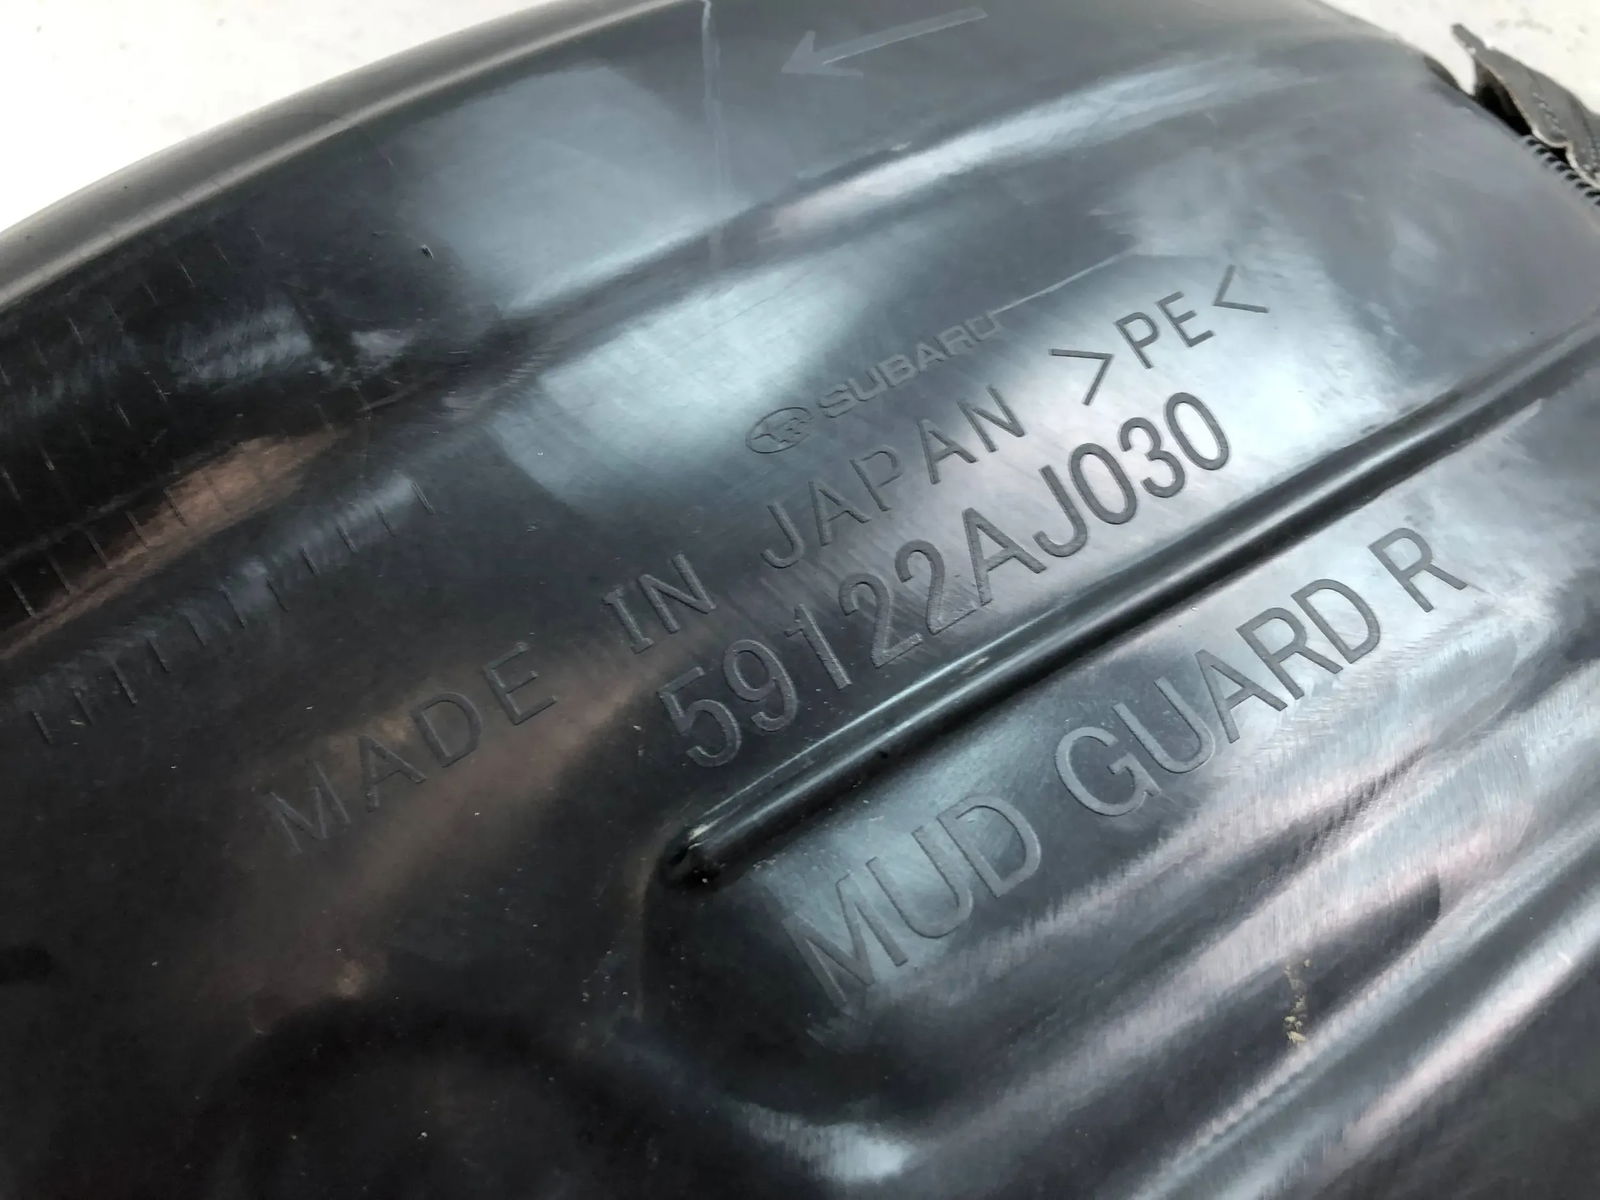 SUBARU
MADE IN JAPAN >PE<
59122AJ030
MUD GUARD R